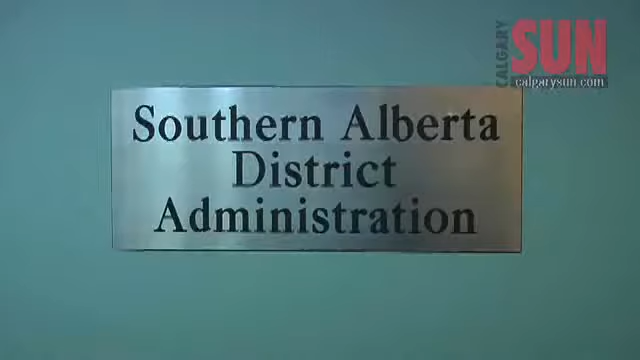 CALGARY SUN
calgarysun.com
Southern Alberta
District
Administration